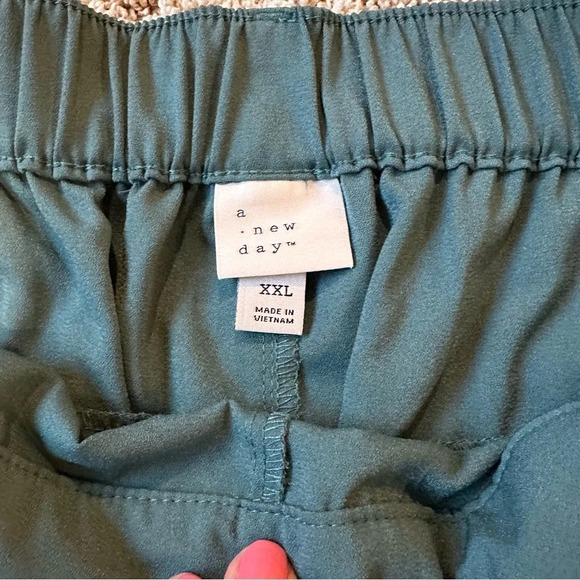 a
· new
day™
XXL
MADE IN
VIETNAM